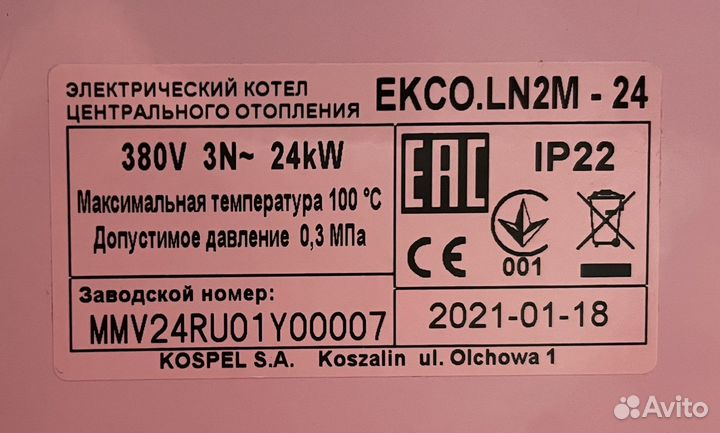 ЭЛЕКТРИЧЕСКИЙ КОТЕЛ
ЦЕНТРАЛЬНОГО ОТОПЛЕНИЯ
EKCO.LN2M - 24
380V 3N~ 24kW
Максимальная температура 100 °C
Допустимое давление 0,3 МПа
EAC
IP22
CE
001
Заводской номер:
MMV24RU01Y00007
2021-01-18
KOSPEL S.A. Koszalin ul. Olchowa 1
Avito